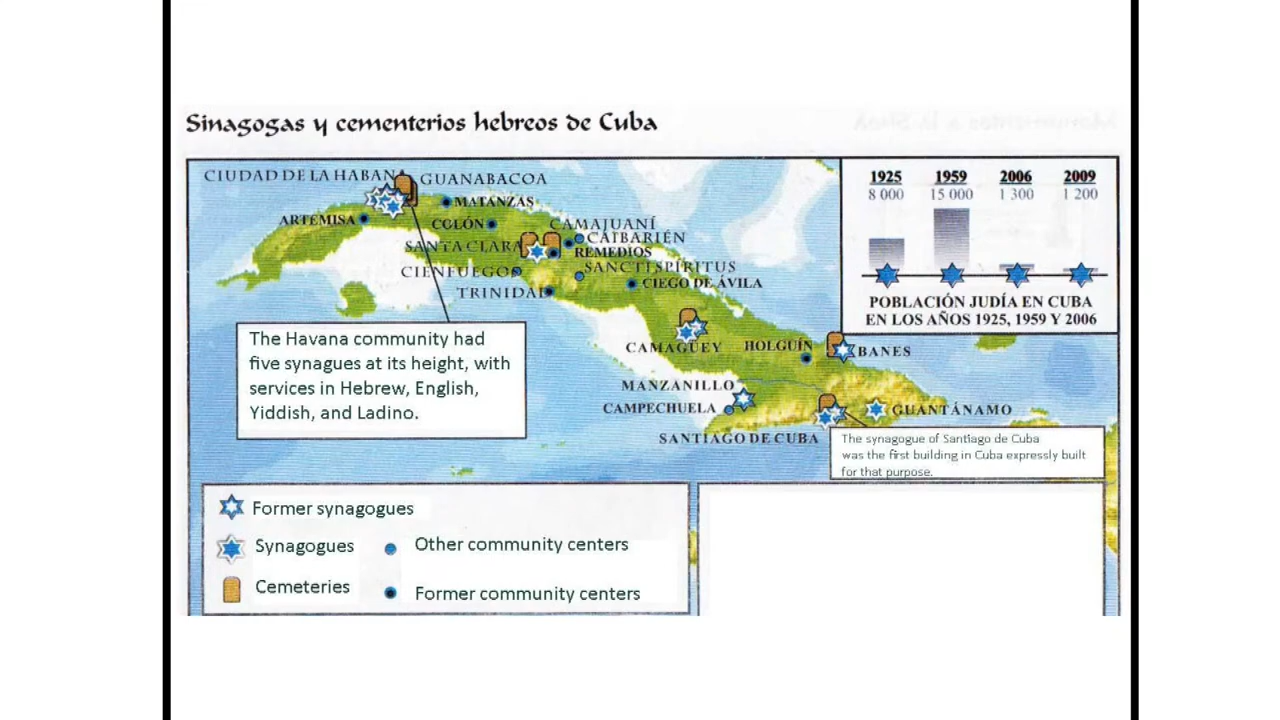 Sinagogas y cementerios hebreos de Cuba
CIUDAD DE LA HABANA
GUANABACOA
MATANZAS
ARTEMISA
COLÓN
CAMAJUANÍ
CAIBARIÉN
SANTA CLARA
REMEDIOS
CIENFUEGOS
SANCTI SPÍRITUS
TRINIDAD
CIEGO DE ÁVILA
CAMAGÜEY
HOLGUÍN
BANES
MANZANILLO
CAMPECHUELA
GUANTÁNAMO
SANTIAGO DE CUBA
1925 1959 2006 2009
8 000 15 000 1 300 1 200
POBLACIÓN JUDÍA EN CUBA
EN LOS AÑOS 1925, 1959 Y 2006
The Havana community had
five synagues at its height, with
services in Hebrew, English,
Yiddish, and Ladino.
The synagogue of Santiago de Cuba
was the first building in Cuba expressly built
for that purpose.
Former synagogues
Synagogues
Other community centers
Cemeteries
Former community centers